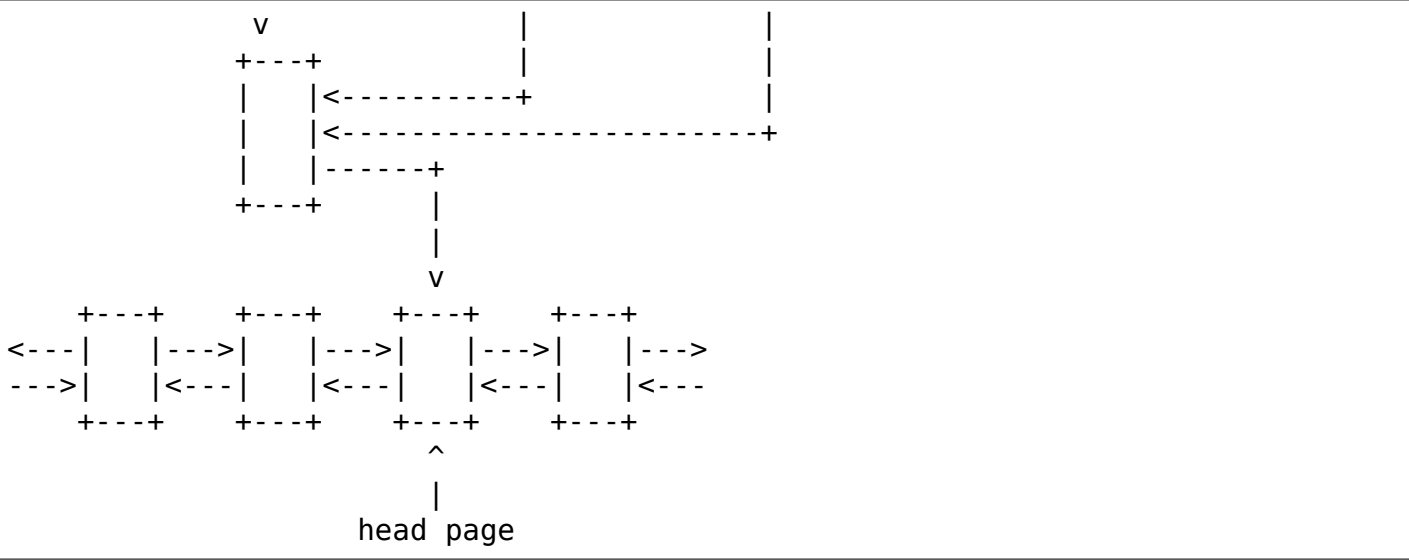 v              |             |
             +---+           |             |
             |   |<----------+             |
             |   |<------------------------+
             |   |------+
             +---+      |
                        |
                        v
    +---+    +---+    +---+    +---+
<---|   |--->|   |--->|   |--->|   |--->
--->|   |<---|   |<---|   |<---|   |<---
    +---+    +---+    +---+    +---+
                        ^
                        |
                    head page